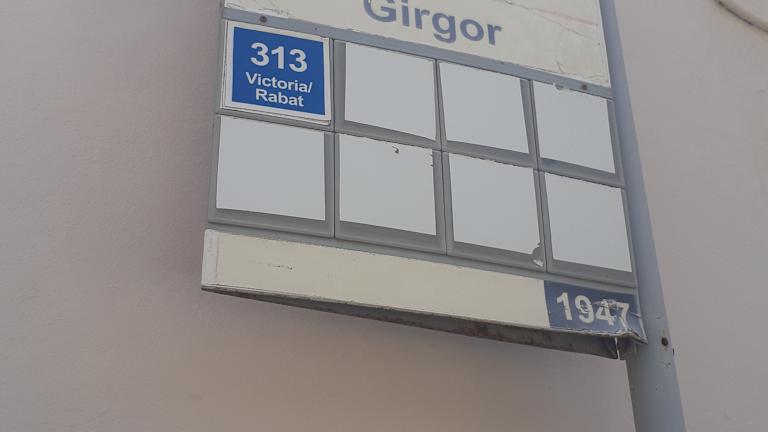 Girgor
313
Victoria/
Rabat
1947